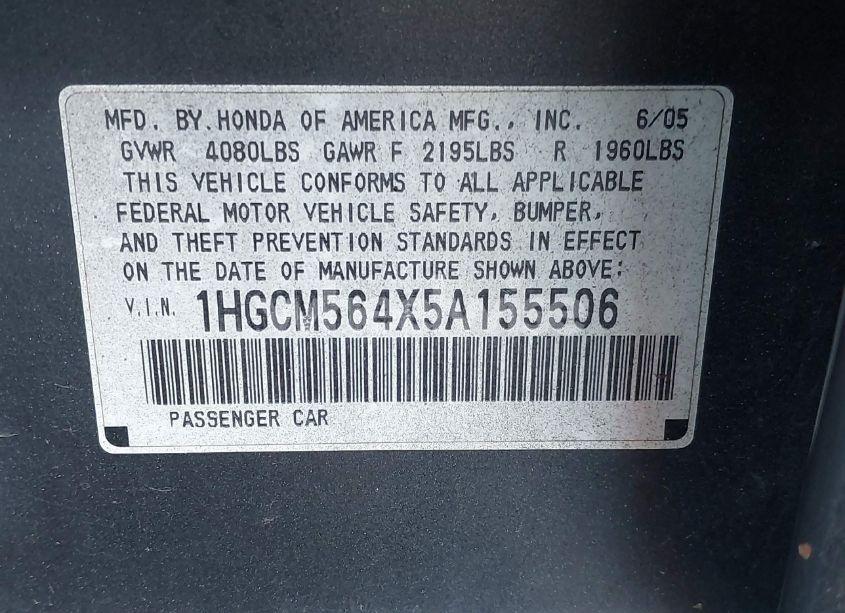 MFD. BY.HONDA OF AMERICA MFG., INC. 6/05
GVWR 4080LBS GAWR F 2195LBS R 1960LBS
THIS VEHICLE CONFORMS TO ALL APPLICABLE
FEDERAL MOTOR VEHICLE SAFETY, BUMPER,
AND THEFT PREVENTION STANDARDS IN EFFECT
ON THE DATE OF MANUFACTURE SHOWN ABOVE:
V.I.N. 1HGCM564X5A155506
PASSENGER CAR